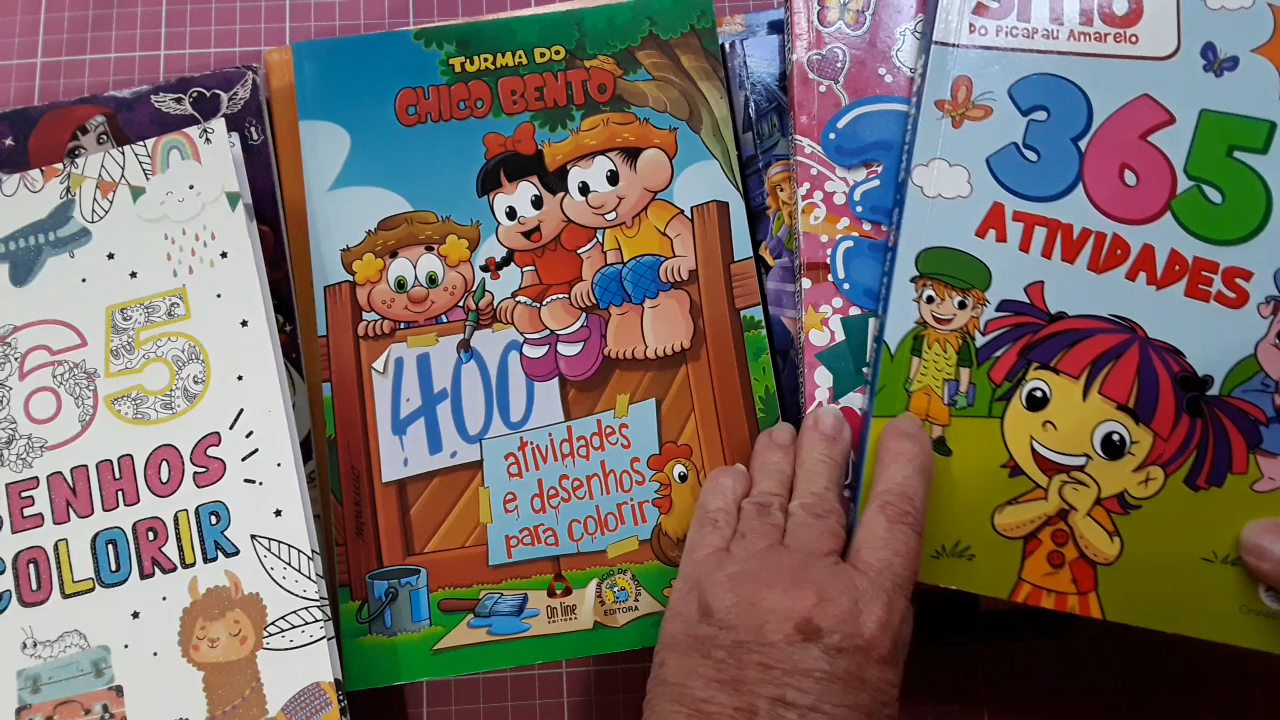 65
SENHOS
COLORIR
TURMA DO
CHICO BENTO
400
atividades
e desenhos
para colorir
On line
EDITORA
MAURICIO DE SOUSA
EDITORA
SÍTIO
DO PICAPAU AMARELO
365
ATIVIDADES